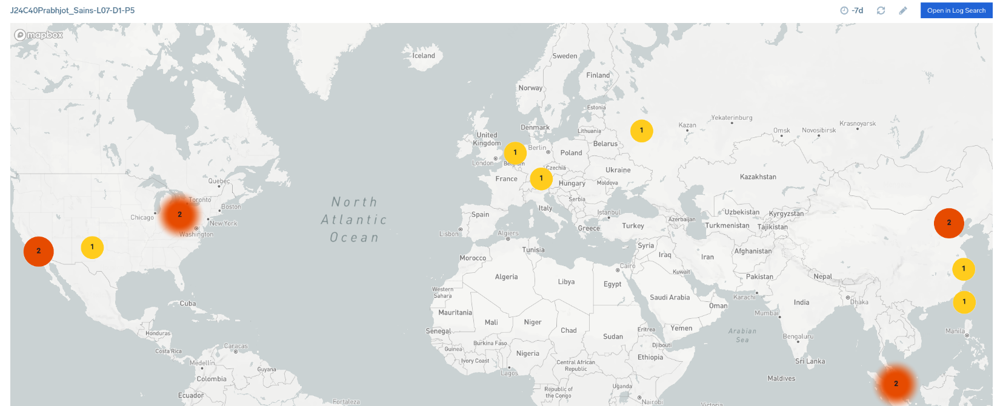 J24C40Prabhjot_Sains-L07-D1-P5
-7d
Open in Log Search
mapbox
Iceland
Sweden
Finland
Norway
Estonia
Yekaterinburg
Kazan
Krasnoyarsk
Omsk
Novosibirsk
Denmark
Lithuania
1
United
Kingdom
Belarus
Berlin
Poland
1
London
Belgium
Czechia
Ukraine
Kazakhstan
France
1
Hungary
Moldova
Quebec
Toronto
Boston
Chicago
2
New York
Washington
North
Atlantic
Ocean
Serbia
Italy
Istanbul
Spain
Uzbekistan
Kyrgyzstan
Azerbaijan
Turkmenistan
Tajikistan
2
Lisbon
Algiers
Greece
Turkey
2
1
Tunisia
Syria
Afghanistan
Morocco
Iraq
Iran
Cairo
Kuwait
1
Algeria
Libya
Egypt
Pakistan
Nepal
Western
Sahara
Saudi Arabia
Karachi
Dhaka
India
1
Cuba
Oman
Mauritania
Mumbai
Mali
Niger
Chad
Sudan
Eritrea
Yemen
Arabian
Sea
Manila
Senegal
Honduras
Bengaluru
Burkina Faso
Djibouti
Caracas
Costa Rica
Guinea
Nigeria
Ethiopia
Ivory Coast
Central African
Republic
Sri Lanka
Medellín
Guyana
Lagos
Colombia
Maldives
2
Uganda
Republic of
the Congo
Ecuador
Fortaleza
Nairobi
Victoria